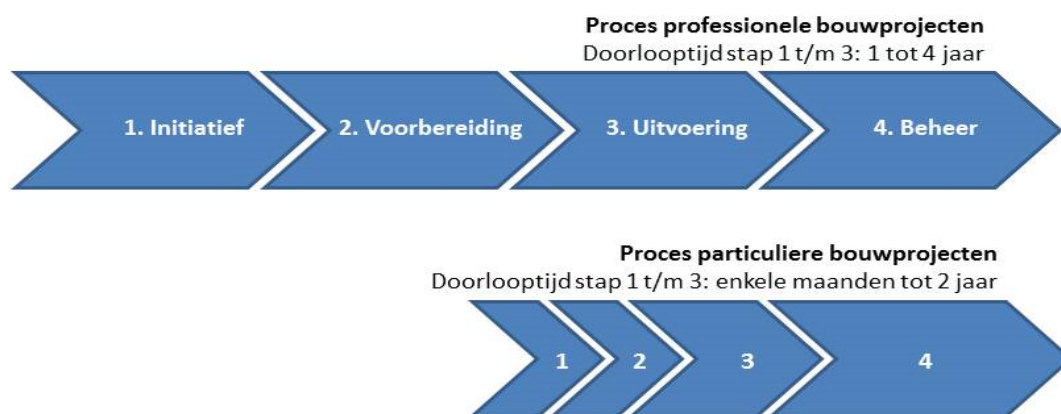 Proces professionele bouwprojecten
Doorlooptijd stap 1 t/m 3: 1 tot 4 jaar
1. Initiatief
2. Voorbereiding
3. Uitvoering
4. Beheer
Proces particuliere bouwprojecten
Doorlooptijd stap 1 t/m 3: enkele maanden tot 2 jaar
1
2
3
4